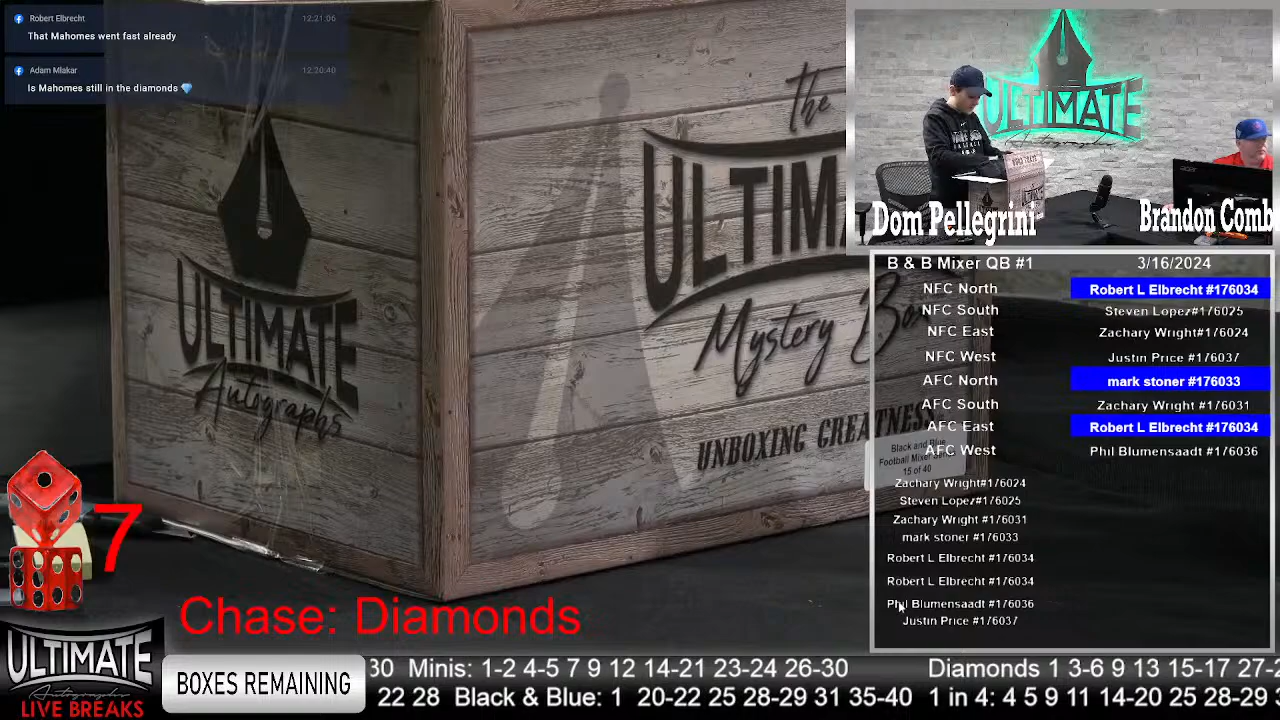 Robert Elbrecht 12:21:06
That Mahomes went fast already
Adam Mlakar 12:20:40
Is Mahomes still in the diamonds 💎
ULTIMATE
Autographs
the
ULTIM
Mystery Bo
UNBOXING GREATNESS
Black and Blue
Football Mixer
15 of 40
ULTIMATE
Dom Pellegrini
Brandon Comb
B & B Mixer QB #1 3/16/2024
NFC North Robert L Elbrecht #176034
NFC South Steven Lopez#176025
NFC East Zachary Wright#176024
NFC West Justin Price #176037
AFC North mark stoner #176033
AFC South Zachary Wright #176031
AFC East Robert L Elbrecht #176034
AFC West Phil Blumensaadt #176036
Zachary Wright#176024
Steven Lopez#176025
Zachary Wright #176031
mark stoner #176033
Robert L Elbrecht #176034
Robert L Elbrecht #176034
Phil Blumensaadt #176036
Justin Price #176037
7
Chase: Diamonds
ULTIMATE
Autographs
LIVE BREAKS
BOXES REMAINING
30 Minis: 1-2 4-5 7 9 12 14-21 23-24 26-30 Diamonds 1 3-6 9 13 15-17 27-2
22 28 Black & Blue: 1 20-22 25 28-29 31 35-40 1 in 4: 4 5 9 11 14-20 25 28-29